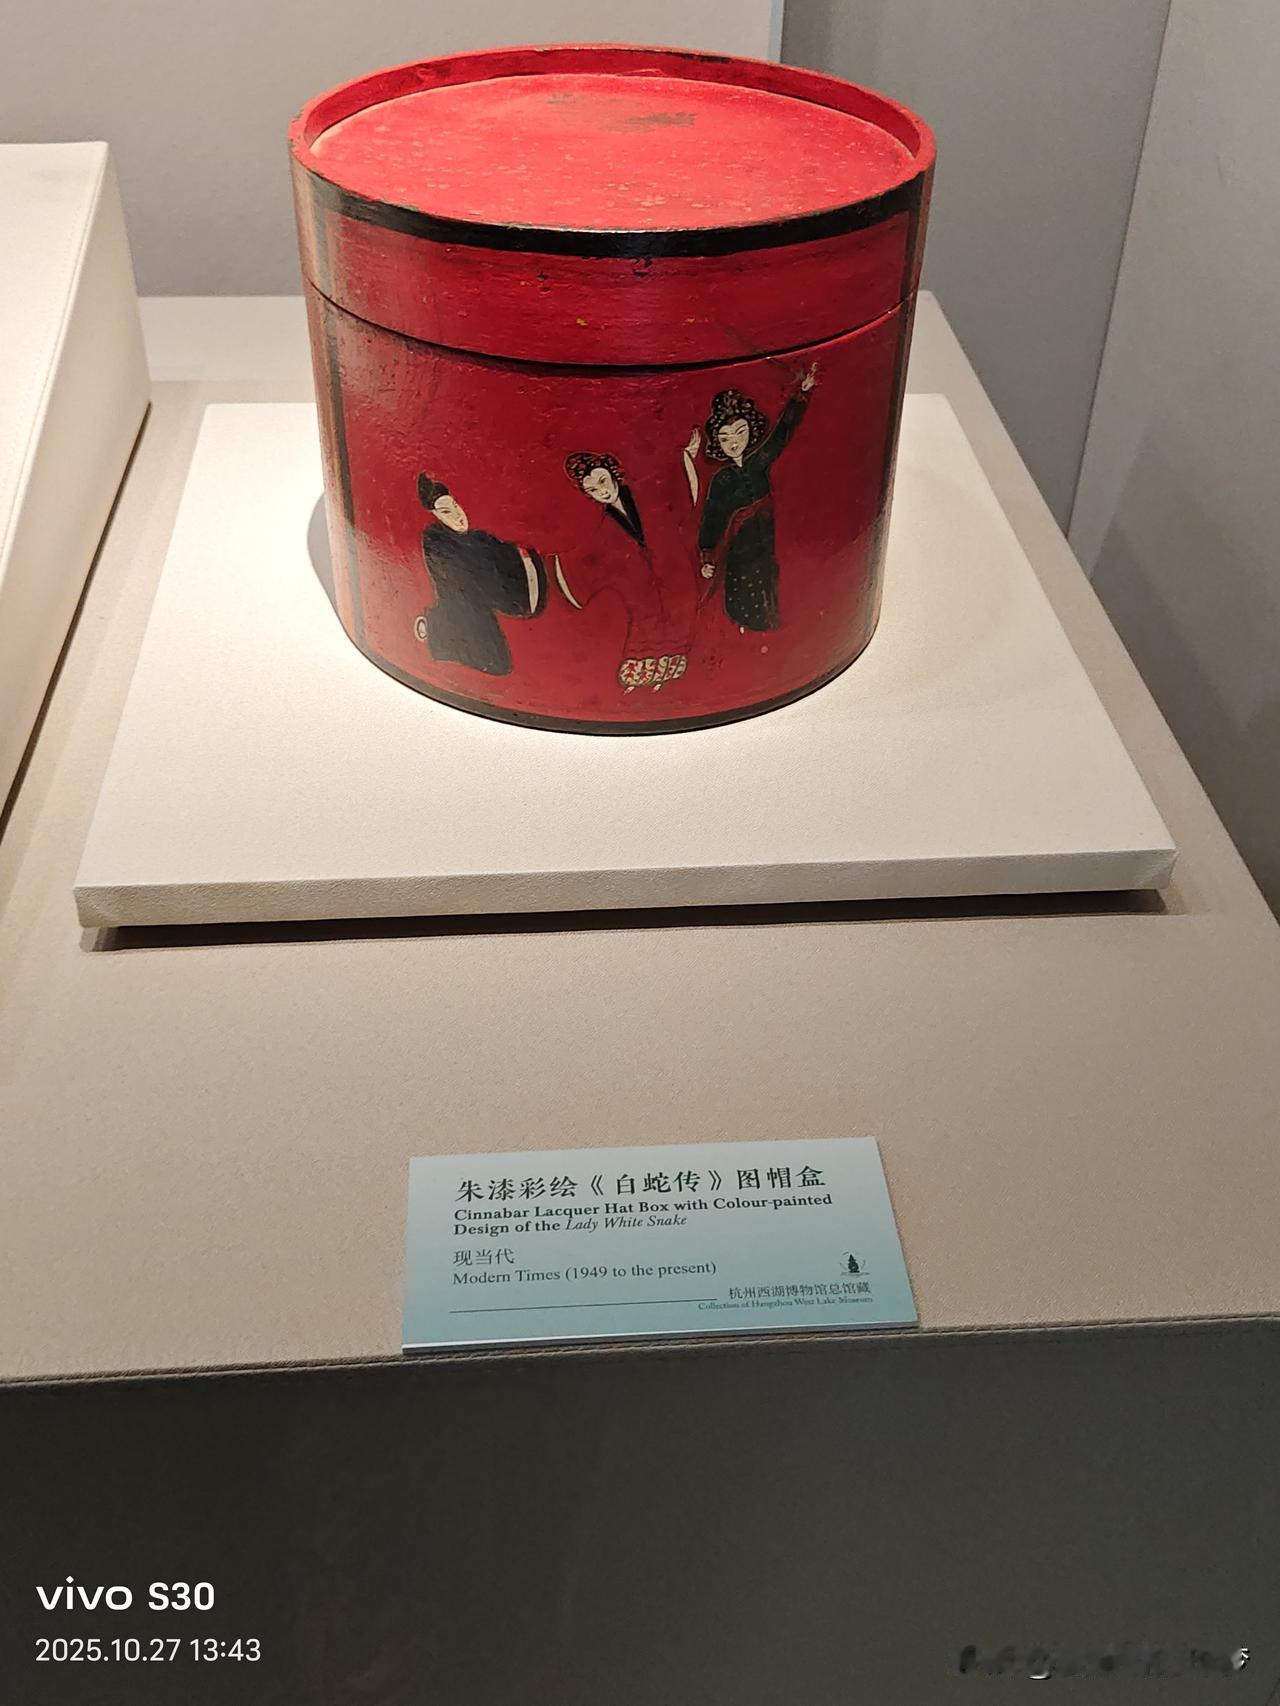 朱漆彩绘《白蛇传》图帽盒
Cinnabar Lacquer Hat Box with Colour-painted
Design of the Lady White Snake
现当代
Modern Times (1949 to the present)
杭州西湖博物馆总馆藏
Collection of Hangzhou West Lake Museum
vivo S30
2025.10.27 13:43